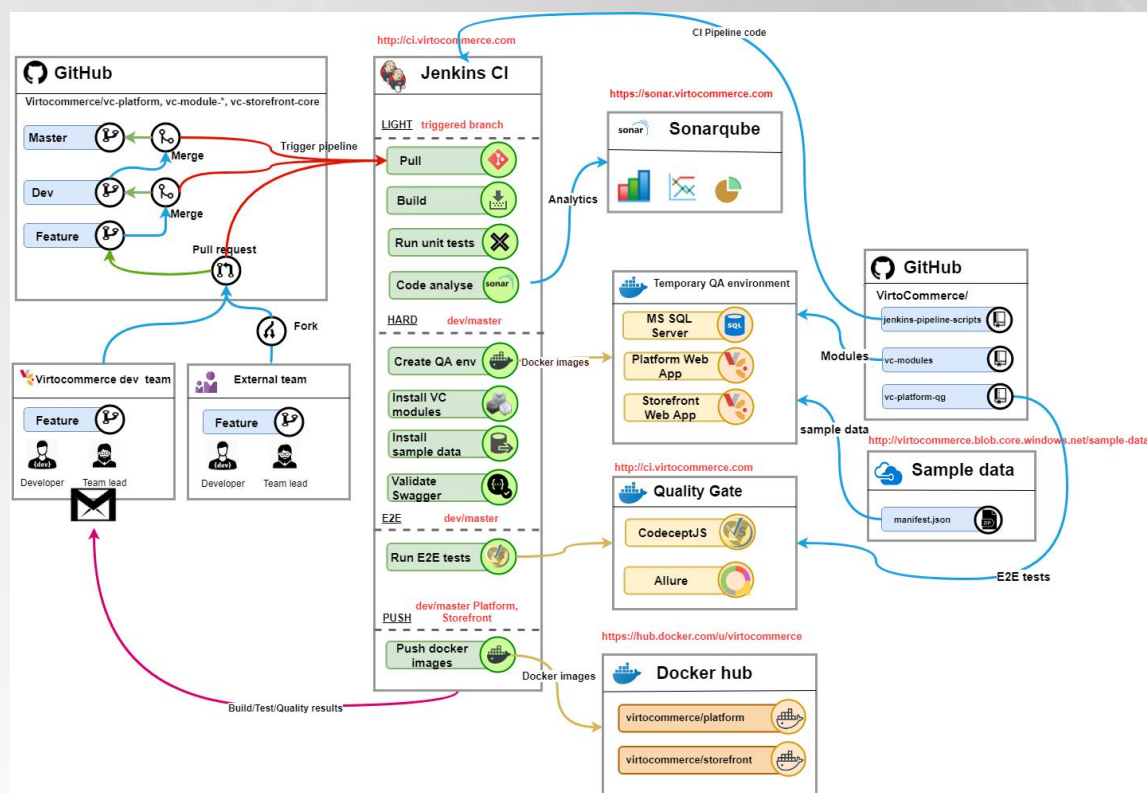 http://ci.virtocommerce.com
CI Pipeline code
GitHub
Virtocommerce/vc-platform, vc-module-*, vc-storefront-core
Master
Merge
Dev
Merge
Feature
Pull request
Trigger pipeline
Fork
Virtocommerce dev team
Feature
{dev}
Developer
Team lead
External team
Feature
{dev}
Developer
Team lead
Build/Test/Quality results
Jenkins CI
LIGHT
triggered branch
Pull
Build
Run unit tests
Code analyse
sonar
HARD
dev/master
Create QA env
Install VC
modules
Install
sample data
Validate
Swagger
E2E
dev/master
Run E2E tests
dev/master Platform,
Storefront
PUSH
Push docker
images
Analytics
https://sonar.virtocommerce.com
sonar
Sonarqube
Docker images
Temporary QA environment
MS SQL
Server
SQL
Platform Web
App
Storefront
Web App
Modules
sample data
GitHub
VirtoCommerce/
jenkins-pipeline-scripts
vc-modules
vc-platform-qg
http://virtocommerce.blob.core.windows.net/sample-data
Sample data
manifest.json
ZIP
http://ci.virtocommerce.com
Quality Gate
CodeceptJS
Allure
E2E tests
https://hub.docker.com/u/virtocommerce
Docker images
Docker hub
virtocommerce/platform
virtocommerce/storefront